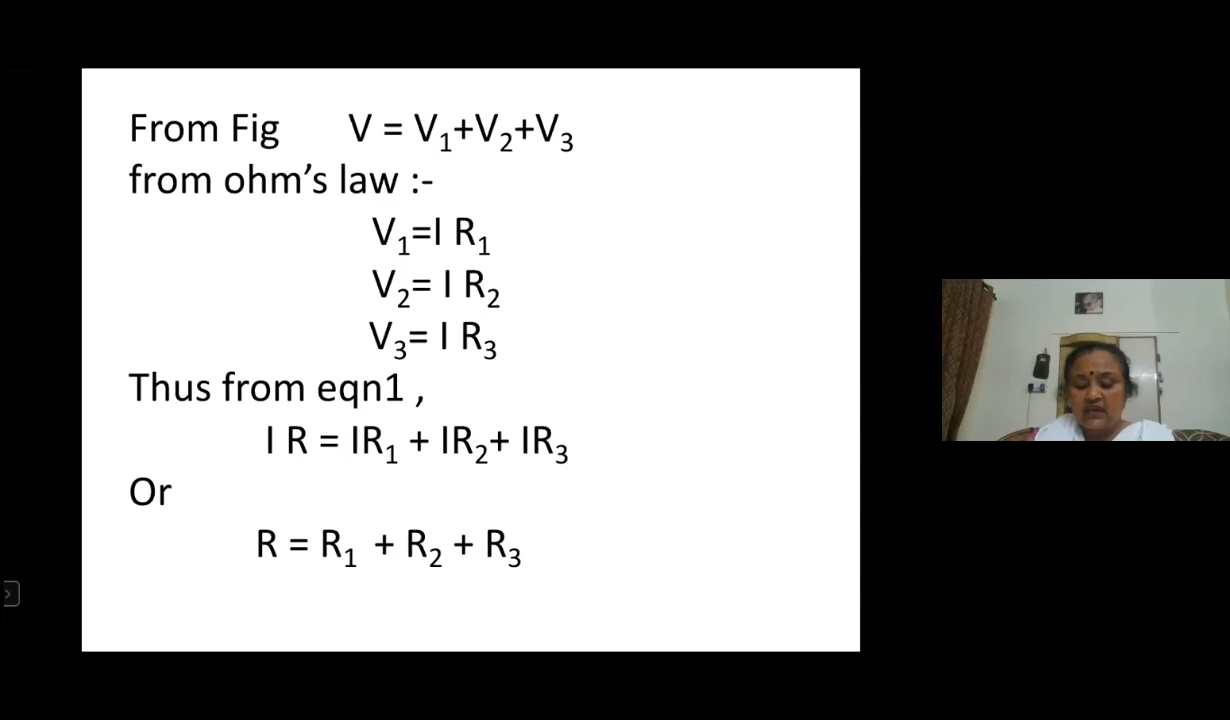 From Fig V = V₁+V₂+V₃
from ohm's law :-
V₁=I R₁
V₂= I R₂
V₃= I R₃
Thus from eqn1 ,
I R = IR₁ + IR₂+ IR₃
Or
R = R₁ + R₂ + R₃